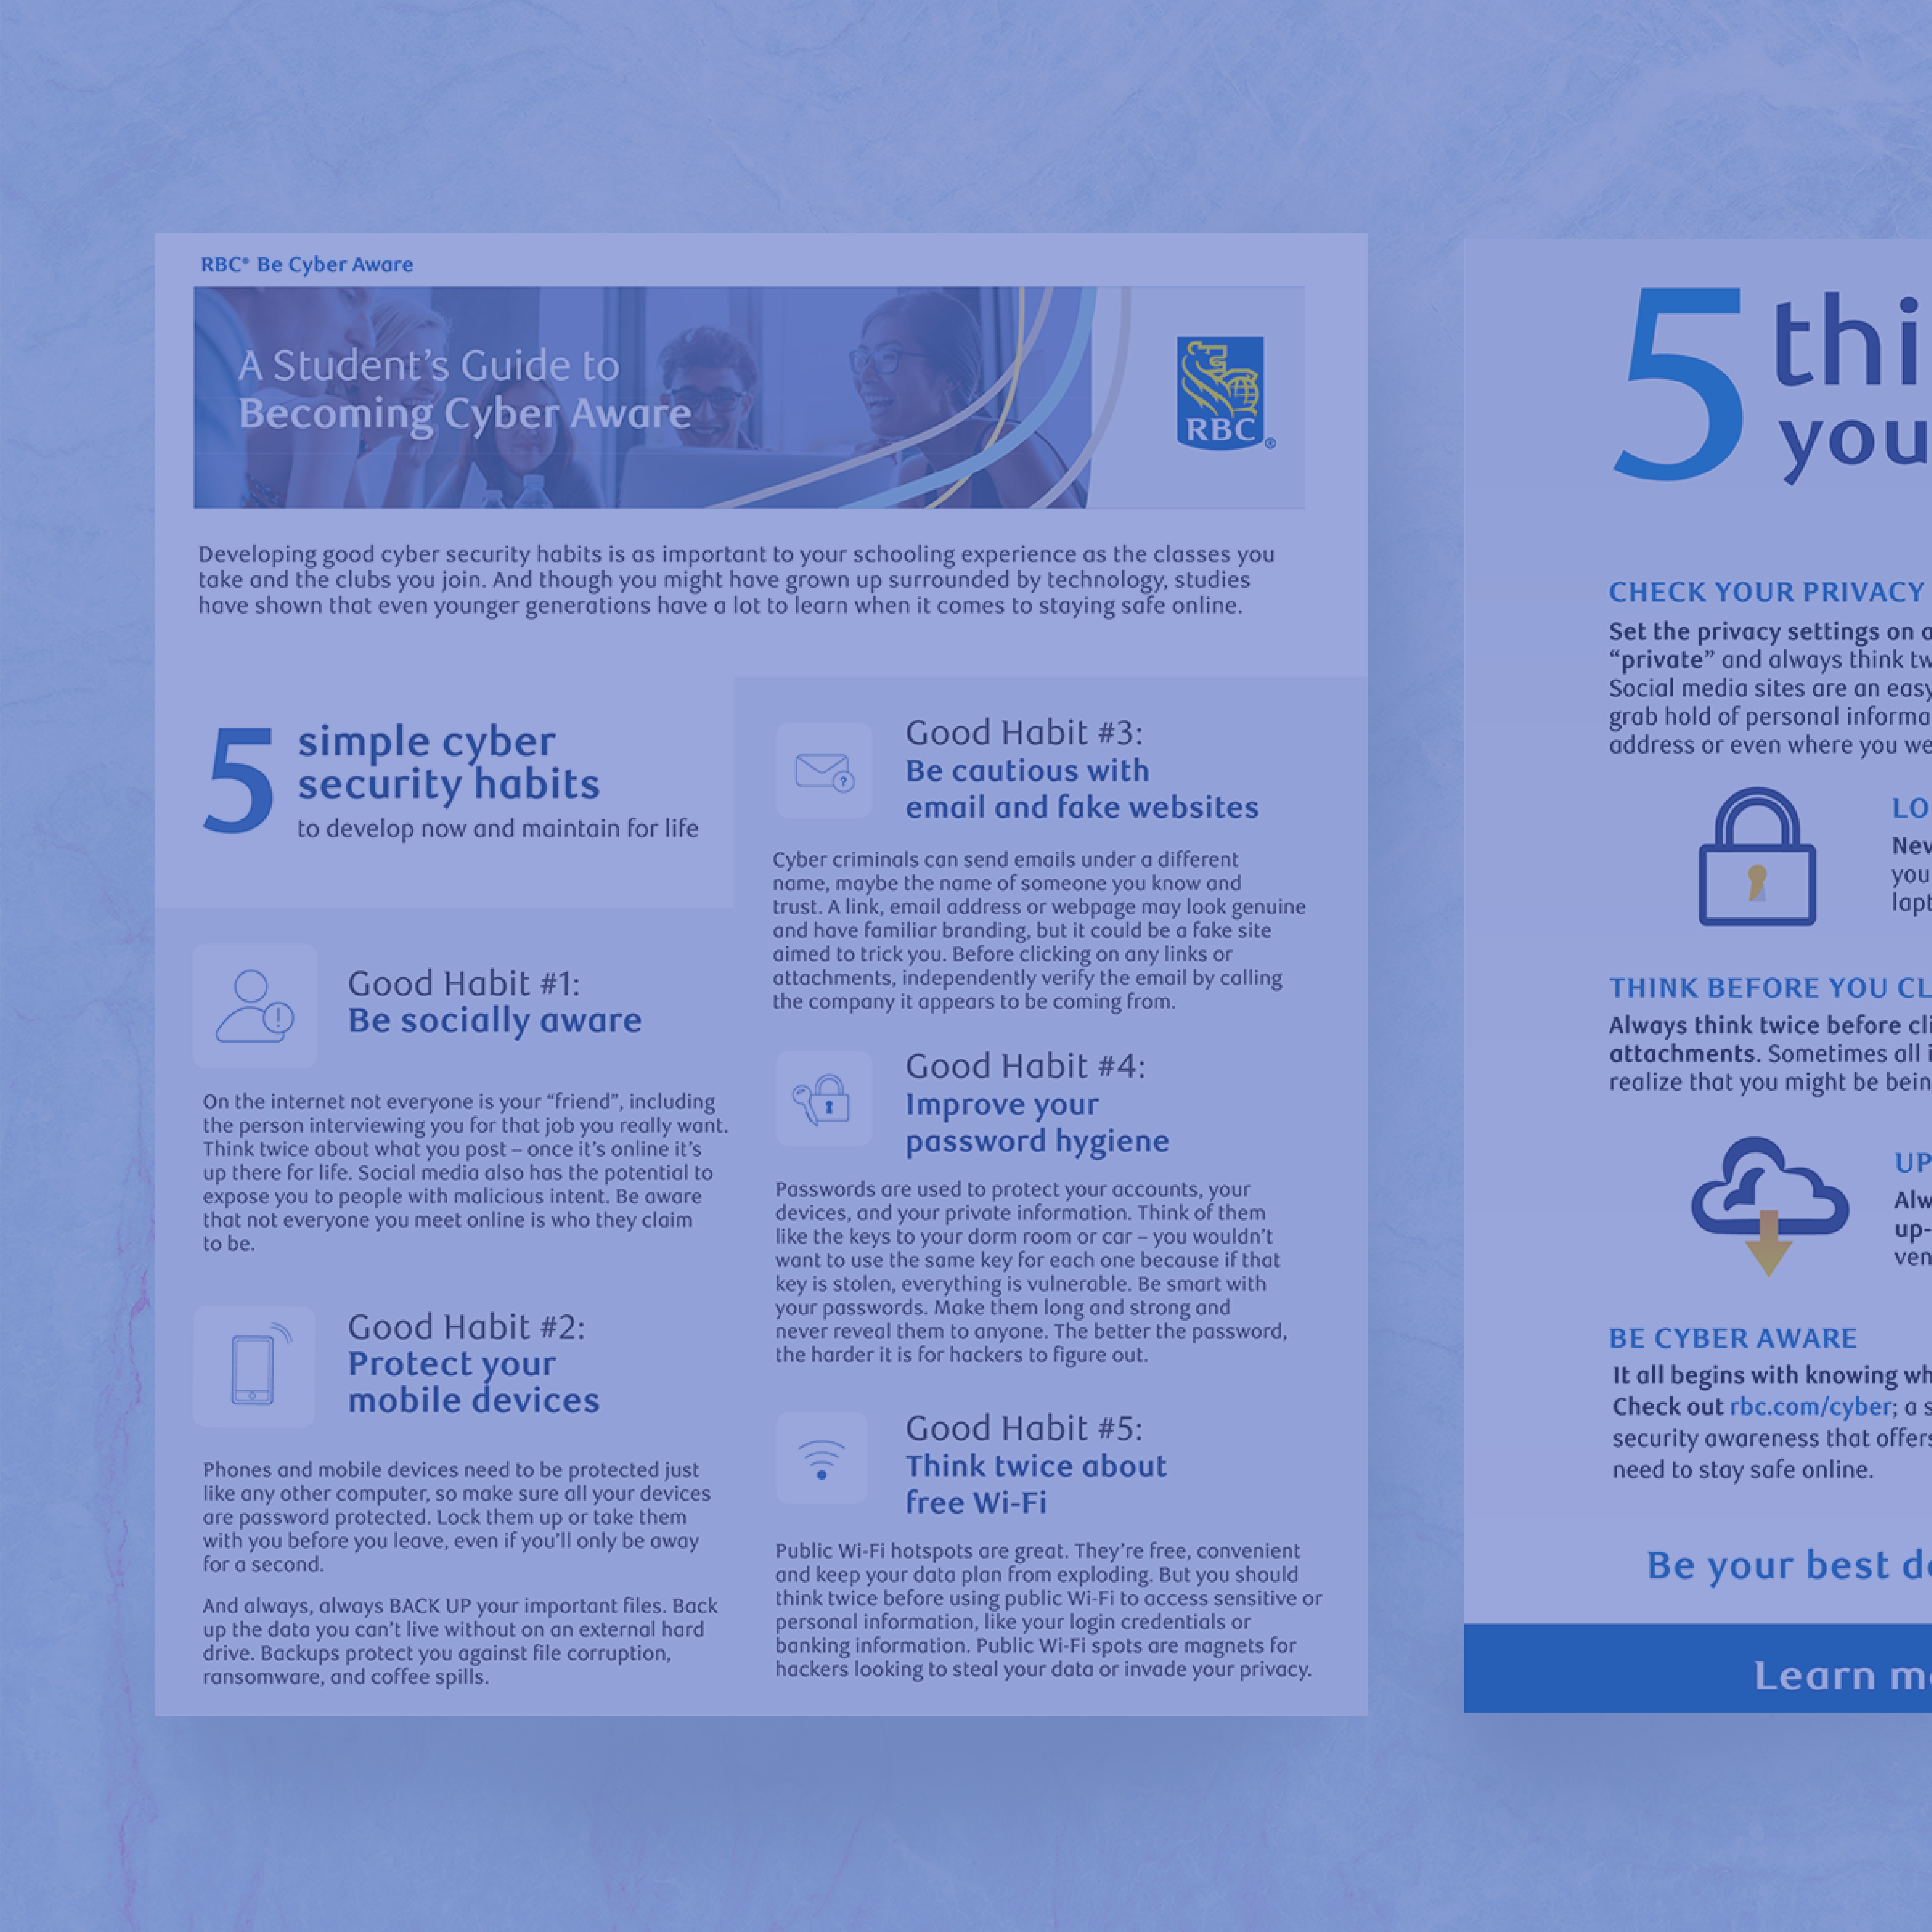 RBC® Be Cyber Aware
A Student's Guide to
Becoming Cyber Aware
RBC®
Developing good cyber security habits is as important to your schooling experience as the classes you
take and the clubs you join. And though you might have grown up surrounded by technology, studies
have shown that even younger generations have a lot to learn when it comes to staying safe online.
5 simple cyber
security habits
to develop now and maintain for life
Good Habit #1:
Be socially aware
On the internet not everyone is your “friend”, including
the person interviewing you for that job you really want.
Think twice about what you post – once it’s online it’s
up there for life. Social media also has the potential to
expose you to people with malicious intent. Be aware
that not everyone you meet online is who they claim
to be.
Good Habit #2:
Protect your
mobile devices
Phones and mobile devices need to be protected just
like any other computer, so make sure all your devices
are password protected. Lock them up or take them
with you before you leave, even if you’ll only be away
for a second.
And always, always BACK UP your important files. Back
up the data you can’t live without on an external hard
drive. Backups protect you against file corruption,
ransomware, and coffee spills.
Good Habit #3:
Be cautious with
email and fake websites
Cyber criminals can send emails under a different
name, maybe the name of someone you know and
trust. A link, email address or webpage may look genuine
and have familiar branding, but it could be a fake site
aimed to trick you. Before clicking on any links or
attachments, independently verify the email by calling
the company it appears to be coming from.
Good Habit #4:
Improve your
password hygiene
Passwords are used to protect your accounts, your
devices, and your private information. Think of them
like the keys to your dorm room or car – you wouldn’t
want to use the same key for each one because if that
key is stolen, everything is vulnerable. Be smart with
your passwords. Make them long and strong and
never reveal them to anyone. The better the password,
the harder it is for hackers to figure out.
Good Habit #5:
Think twice about
free Wi-Fi
Public Wi-Fi hotspots are great. They’re free, convenient
and keep your data plan from exploding. But you should
think twice before using public Wi-Fi to access sensitive or
personal information, like your login credentials or
banking information. Public Wi-Fi spots are magnets for
hackers looking to steal your data or invade your privacy.
5 thi
you
CHECK YOUR PRIVACY
Set the privacy settings on a
“private” and always think tw
Social media sites are an easy
grab hold of personal informa
address or even where you we
LO
Nev
you
lapt
THINK BEFORE YOU CL
Always think twice before cli
attachments. Sometimes all i
realize that you might be bein
UP
Alw
up-
ven
BE CYBER AWARE
It all begins with knowing wh
Check out rbc.com/cyber; a s
security awareness that offers
need to stay safe online.
Be your best de
Learn mo